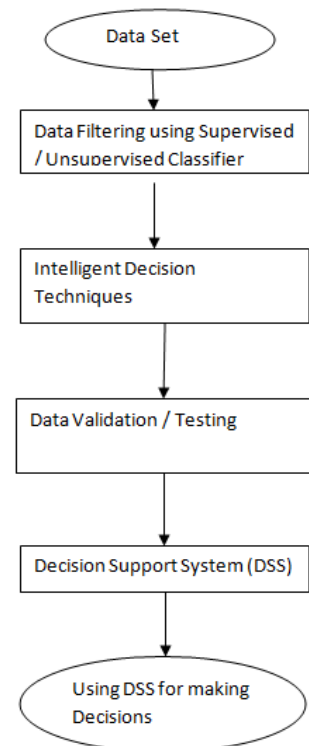 Data Set
Data Filtering using Supervised
/ Unsupervised Classifier
Intelligent Decision
Techniques
Data Validation / Testing
Decision Support System (DSS)
Using DSS for making
Decisions